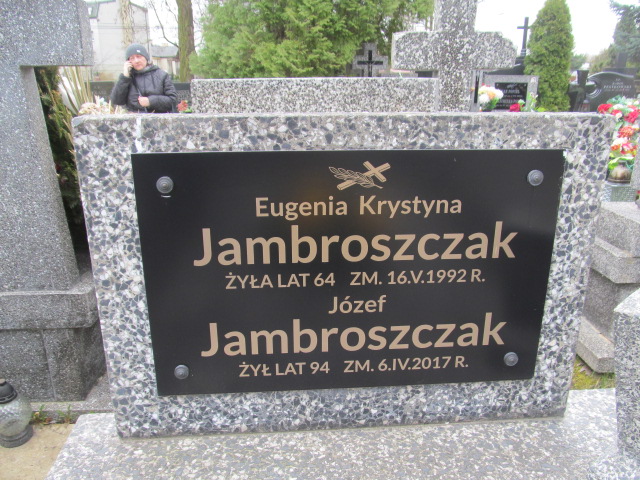 Eugenia Krystyna
Jambroszczak
ŻYŁA LAT 64 ZM. 16.V.1992 R.
Józef
Jambroszczak
ŻYŁ LAT 94 ZM. 6.IV.2017 R.